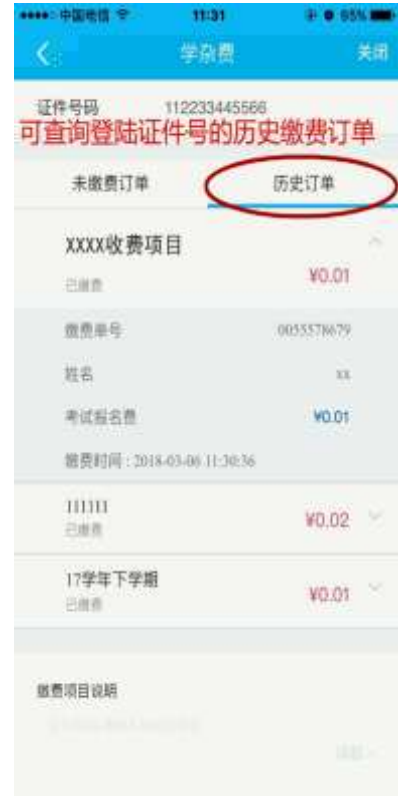 中国电信 11:31 95%
学杂费 关闭
证件号码 112233445566
可查询登陆证件号的历史缴费订单
未缴费订单 历史订单
XXXX收费项目
已缴费 ¥0.01
缴费单号 0055578679
姓名 xx
考试报名费 ¥0.01
缴费时间：2018-03-06 11:30:36
111111
已缴费 ¥0.02
17学年下学期
已缴费 ¥0.01
缴费项目说明